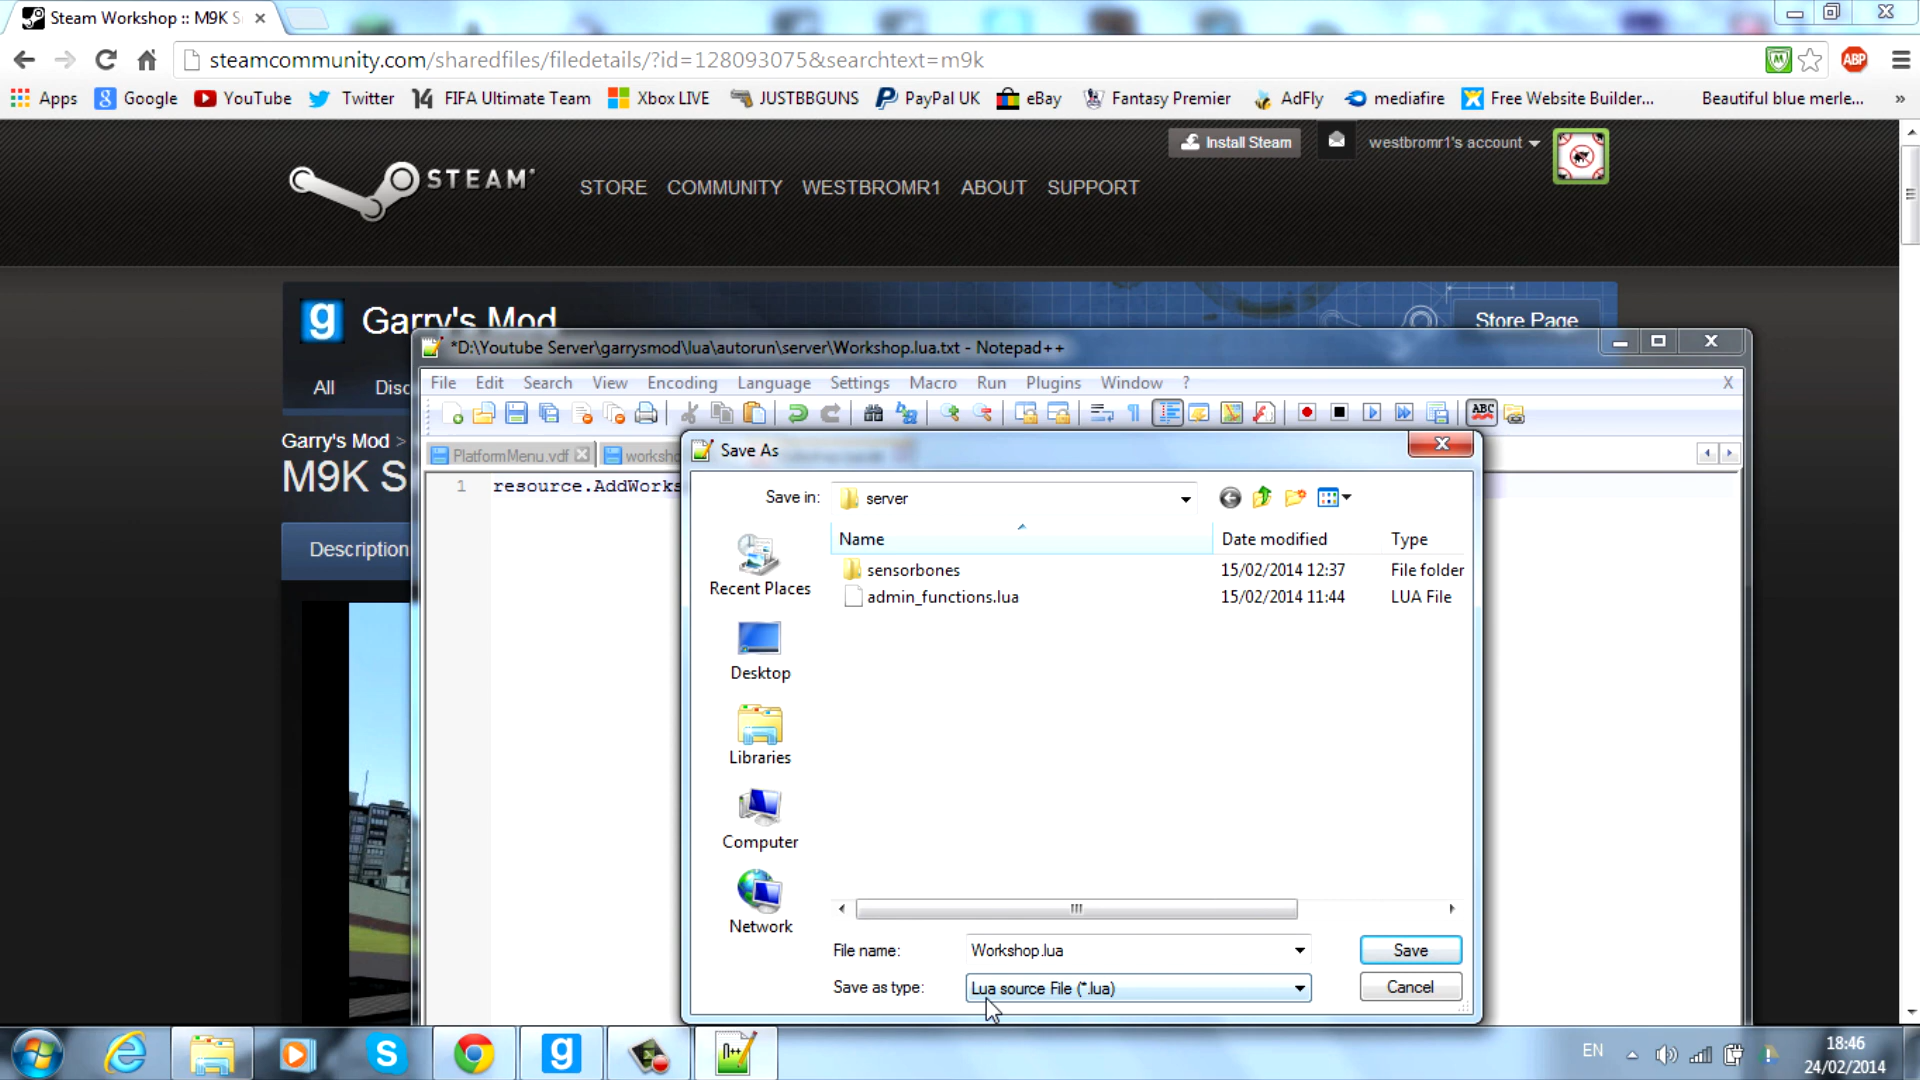 Steam Workshop :: M9K S
steamcommunity.com/sharedfiles/filedetails/?id=128093075&searchtext=m9k
ABP
Apps Google YouTube Twitter FIFA Ultimate Team Xbox LIVE JUSTBBGUNS PayPal UK eBay Fantasy Premier AdFly mediafire Free Website Builder... Beautiful blue merle... »
Install Steam westbromr1's account
STEAM STORE COMMUNITY WESTBROMR1 ABOUT SUPPORT
g Garry's Mod Store Page
*D:\Youtube Server\garrysmod\lua\autorun\server\Workshop.lua.txt - Notepad++
All Disc
File Edit Search View Encoding Language Settings Macro Run Plugins Window ? X
ABC
Garry's Mod >
M9K S
PlatformMenu.vdf worksho
Save As
1 resource.AddWorks
Save in: server
Name Date modified Type
Description
sensorbones 15/02/2014 12:37 File folder
admin_functions.lua 15/02/2014 11:44 LUA File
Recent Places
Desktop
Libraries
Computer
Network
File name: Workshop.lua Save
Save as type: Lua source File (*.lua) Cancel
EN 18:46
24/02/2014